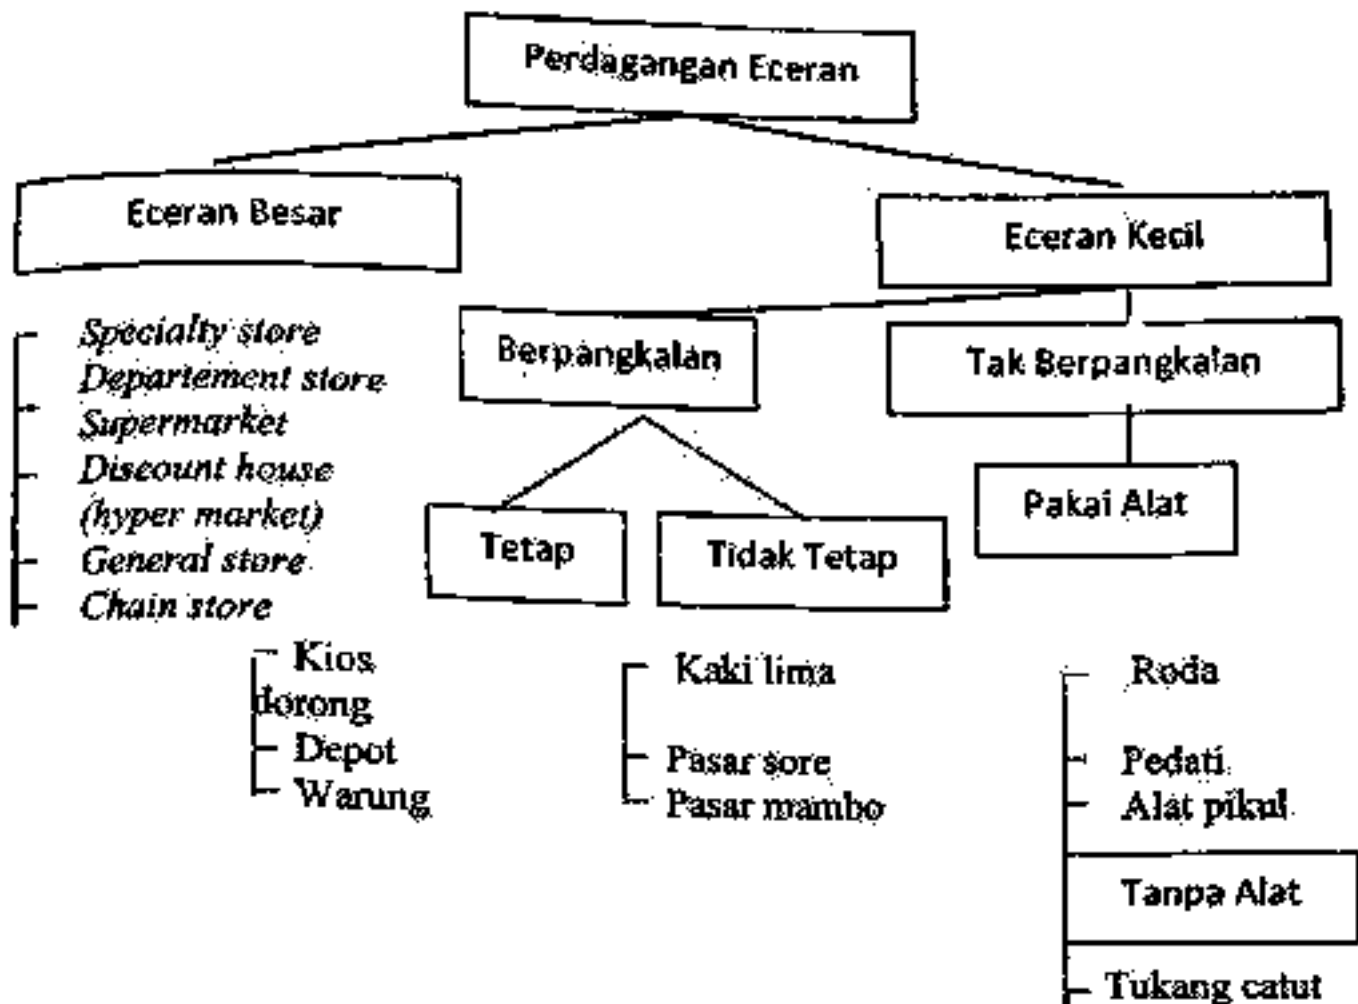 Perdagangan Eceran
Eceran Besar
Eceran Kecil
Specialty store
Departement store
Supermarket
Discount house
(hyper market)
General store
Chain store
Berpangkalan
Tak Berpangkalan
Tetap
Tidak Tetap
Pakai Alat
Kios
dorong
Depot
Warung
Kaki lima
Pasar sore
Pasar mambo
Roda
Pedati
Alat pikul
Tanpa Alat
Tukang catut